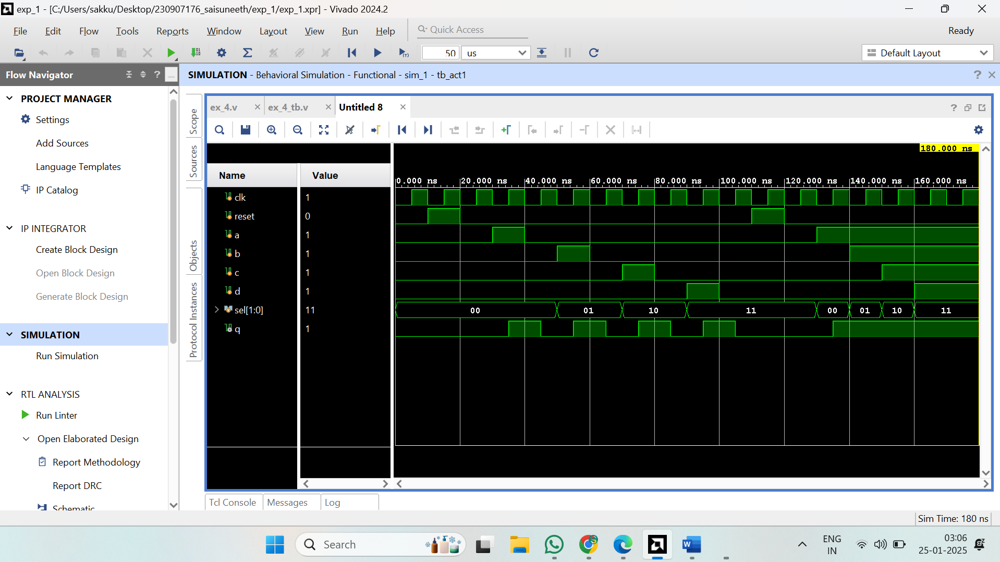 exp_1 - [C:/Users/sakku/Desktop/230907176_saisuneeth/exp_1/exp_1.xpr] - Vivado 2024.2
File Edit Flow Tools Reports Window Layout View Run Help Quick Access Ready
50 us Default Layout
Flow Navigator ?
SIMULATION - Behavioral Simulation - Functional - sim_1 - tb_act1 ?
PROJECT MANAGER
Settings
Add Sources
Language Templates
IP Catalog
IP INTEGRATOR
Create Block Design
Open Block Design
Generate Block Design
SIMULATION
Run Simulation
RTL ANALYSIS
Run Linter
Open Elaborated Design
Report Methodology
Report DRC
Schematic
Scope
Sources
Objects
Protocol Instances
ex_4.v ex_4_tb.v Untitled 8 ?
180.000 ns
Name Value
0.000 ns 20.000 ns 40.000 ns 60.000 ns 80.000 ns 100.000 ns 120.000 ns 140.000 ns 160.000 ns
clk 1
reset 0
a 1
b 1
c 1
d 1
sel[1:0] 11 00 01 10 11 00 01 10 11
q 1
Tcl Console Messages Log
Sim Time: 180 ns
Search
ENG
IN
03:06
25-01-2025